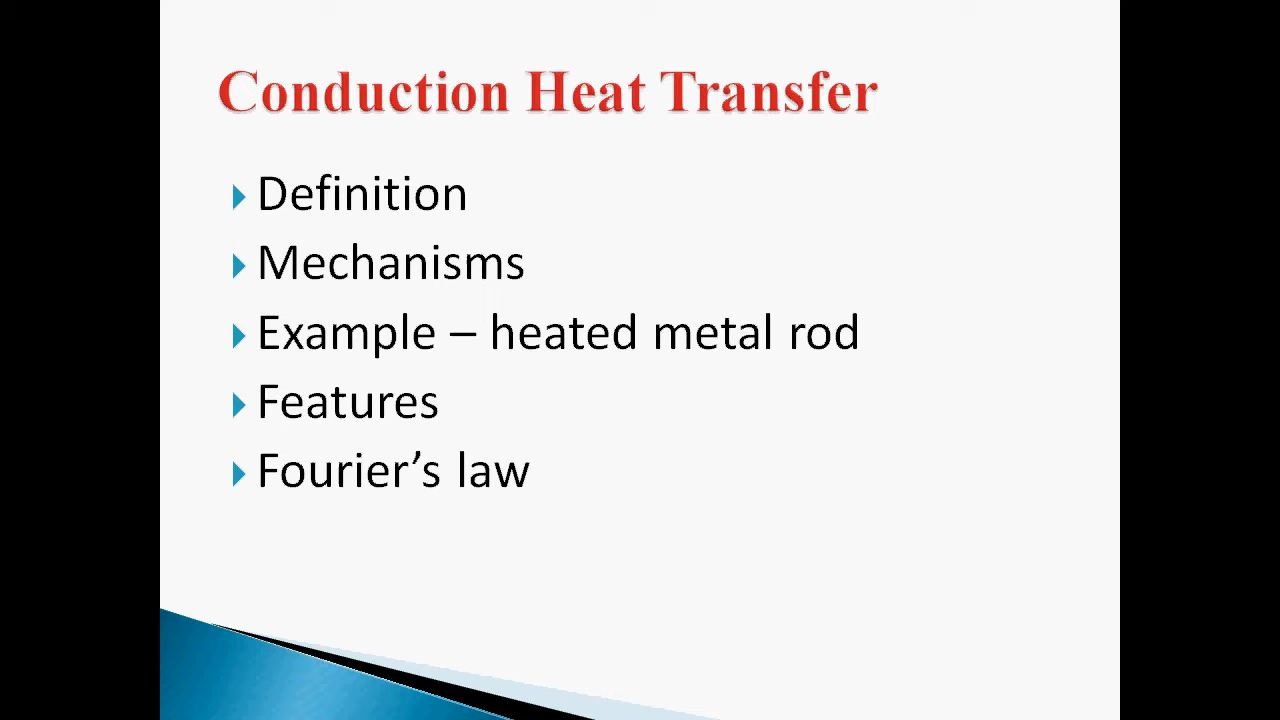 Conduction Heat Transfer
Definition
Mechanisms
Example – heated metal rod
Features
Fourier’s law